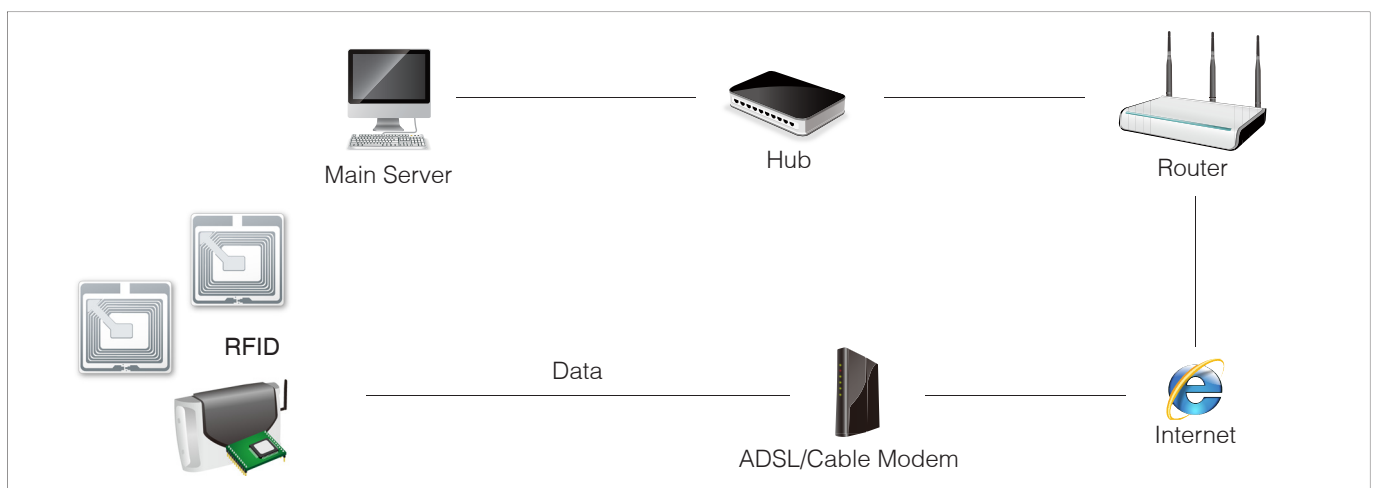 Main Server
Hub
Router
RFID
Data
ADSL/Cable Modem
Internet